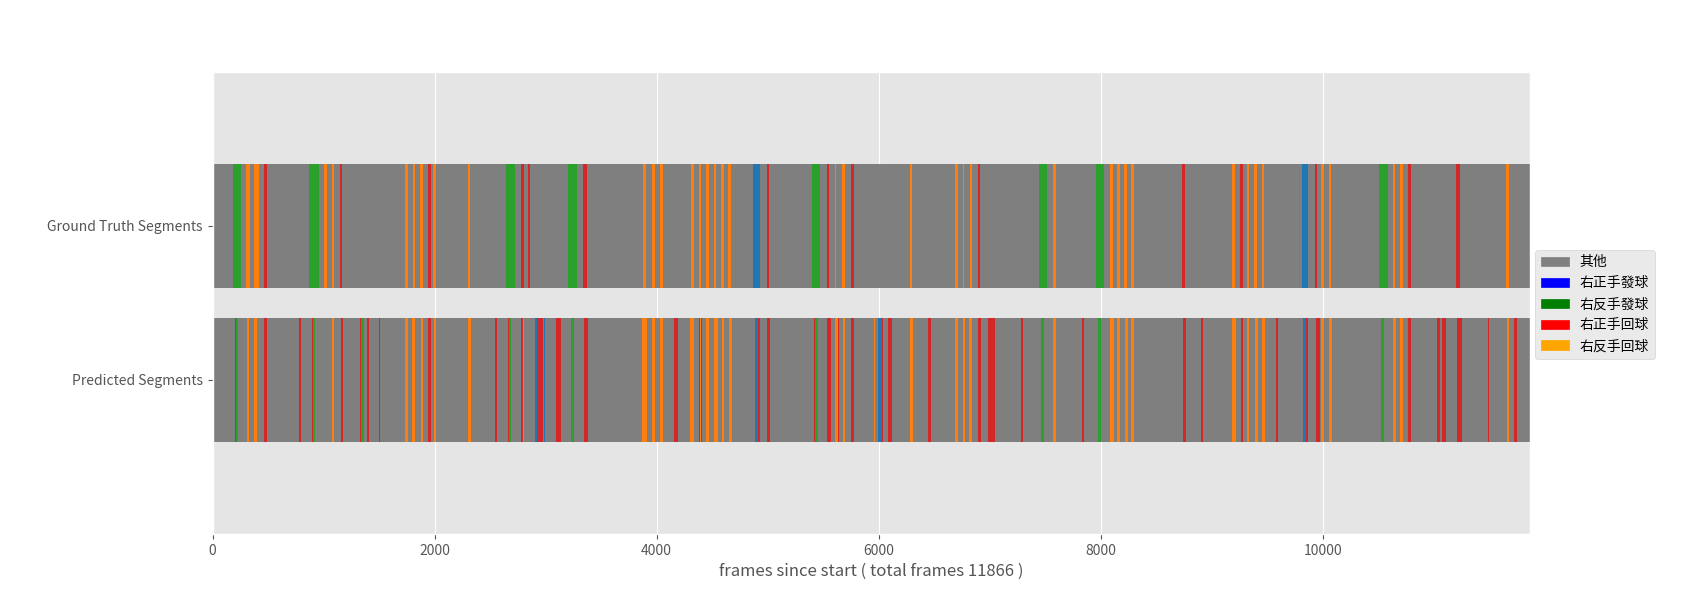 Ground Truth Segments
Predicted Segments
0 2000 4000 6000 8000 10000
frames since start ( total frames 11866 )
其他
右正手發球
右反手發球
右正手回球
右反手回球